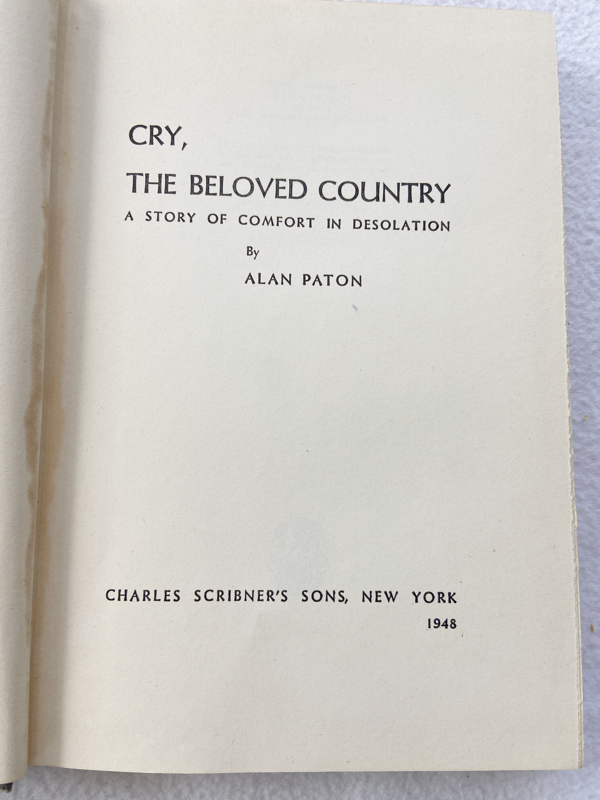 CRY,
THE BELOVED COUNTRY
A STORY OF COMFORT IN DESOLATION
By
ALAN PATON
CHARLES SCRIBNER'S SONS, NEW YORK
1948